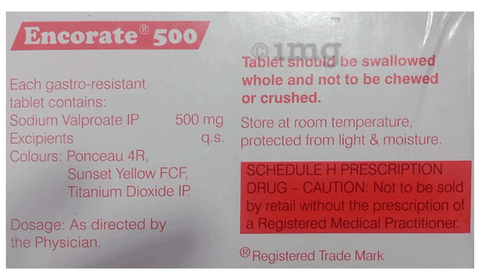 Encorate® 500
Each gastro-resistant
tablet contains:
Sodium Valproate IP 500 mg
Excipients q.s.
Colours: Ponceau 4R,
Sunset Yellow FCF,
Titanium Dioxide IP.
Dosage: As directed by
the Physician.
©1mg
Tablet should be swallowed
whole and not to be chewed
or crushed.
Store at room temperature,
protected from light & moisture.
SCHEDULE H PRESCRIPTION
DRUG – CAUTION: Not to be sold
by retail without the prescription of
a Registered Medical Practitioner.
® Registered Trade Mark